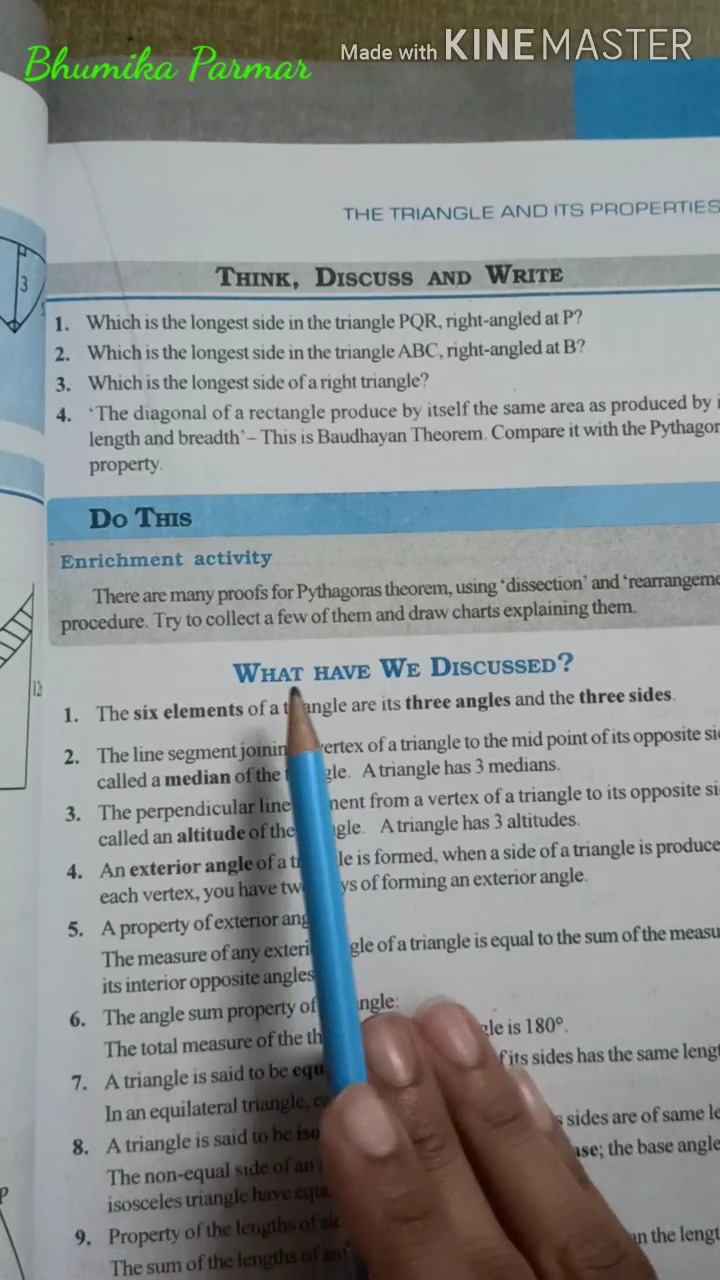 Bhumika Parmar
Made with KINEMASTER
THE TRIANGLE AND ITS PROPERTIES
3
THINK, DISCUSS AND WRITE
1. Which is the longest side in the triangle PQR, right-angled at P?
2. Which is the longest side in the triangle ABC, right-angled at B?
3. Which is the longest side of a right triangle?
4. ‘The diagonal of a rectangle produce by itself the same area as produced by
length and breadth’ – This is Baudhayan Theorem. Compare it with the Pythagor
property.
DO THIS
Enrichment activity
There are many proofs for Pythagoras theorem, using ‘dissection’ and ‘rearrangeme
procedure. Try to collect a few of them and draw charts explaining them.
WHAT HAVE WE DISCUSSED?
12
1. The six elements of a t angle are its three angles and the three sides.
2. The line segment joinin vertex of a triangle to the mid point of its opposite si
called a median of the gle. A triangle has 3 medians.
3. The perpendicular line ment from a vertex of a triangle to its opposite si
called an altitude of the gle. A triangle has 3 altitudes.
4. An exterior angle of a t le is formed, when a side of a triangle is produce
each vertex, you have tw ys of forming an exterior angle.
5. A property of exterior ang
The measure of any exteri gle of a triangle is equal to the sum of the measu
its interior opposite angles
6. The angle sum property of ngle:
The total measure of the th gle is 180°.
7. A triangle is said to be equ f its sides has the same lengt
In an equilateral triangle,
8. A triangle is said to be iso s sides are of same le
The non-equal side of an ase; the base angle
isosceles triangle have equ
P
9. Property of the lengths of
The sum of the lengths of an the lengt